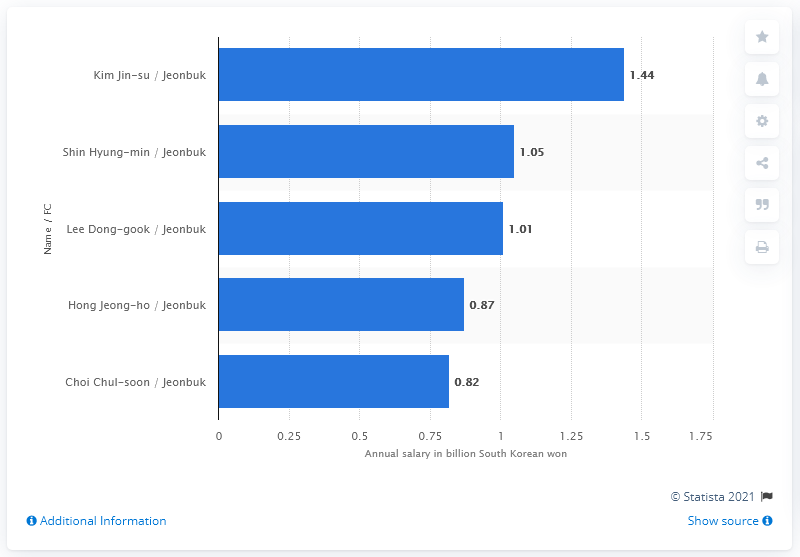 Kim Jin-su / Jeonbuk
1.44
Shin Hyung-min / Jeonbuk
1.05
Name / FC
Lee Dong-gook / Jeonbuk
1.01
Hong Jeong-ho / Jeonbuk
0.87
Choi Chul-soon / Jeonbuk
0.82
0 0.25 0.5 0.75 1 1.25 1.5 1.75
Annual salary in billion South Korean won
© Statista 2021
Additional Information
Show source